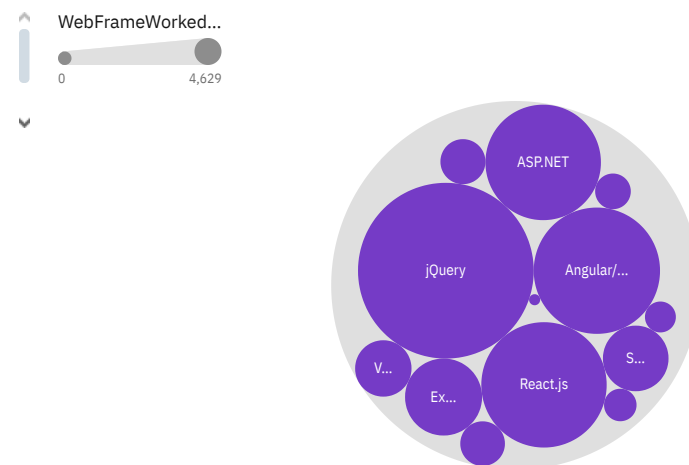 WebFrameWorked...
0 4,629
ASP.NET
jQuery
Angular/...
V...
Ex...
React.js
S...